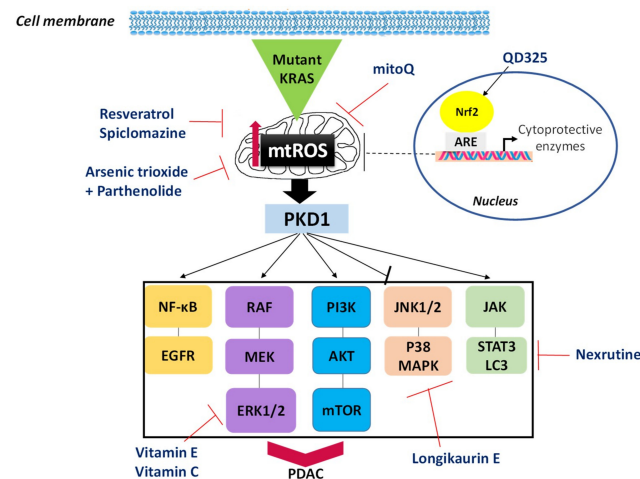 Cell membrane
Mutant
KRAS
mitoQ
QD325
Resveratrol
Spiclomazine
Nrf2
ARE
Cytoprotective
enzymes
mtROS
Arsenic trioxide
+ Parthenolide
Nucleus
PKD1
NF-κB
RAF
PI3K
JNK1/2
JAK
EGFR
MEK
AKT
P38
MAPK
STAT3
LC3
Nexrutine
ERK1/2
mTOR
Vitamin E
Vitamin C
PDAC
Longikaurin E